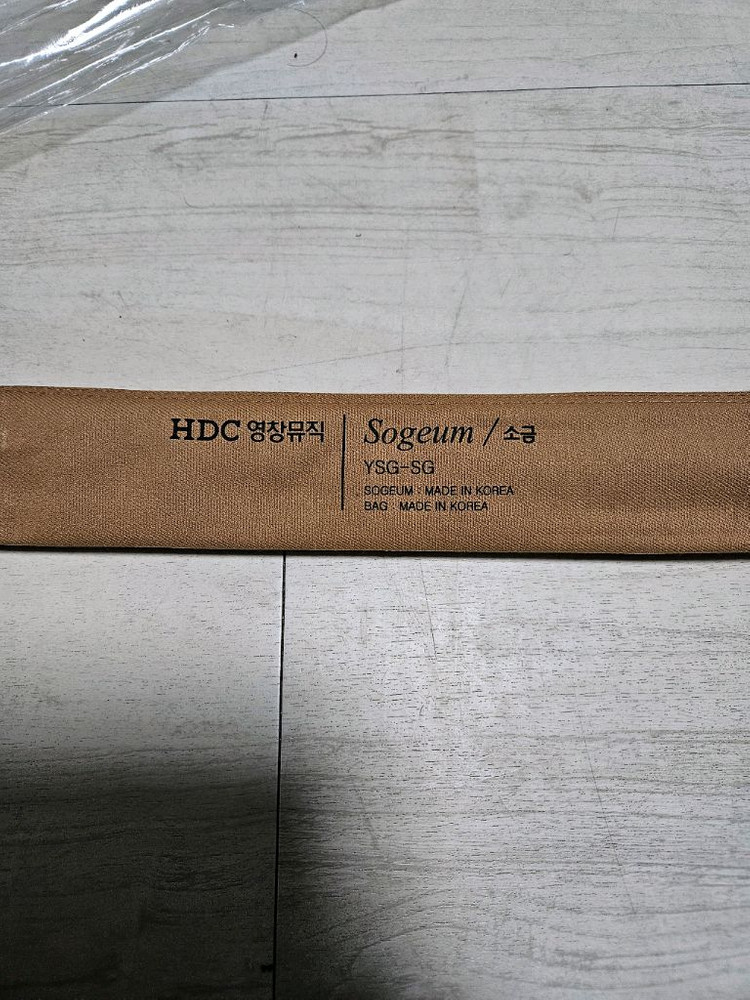 HDC 영창뮤직
Sogeum / 소금
YSG-SG
SOGEUM : MADE IN KOREA
BAG : MADE IN KOREA